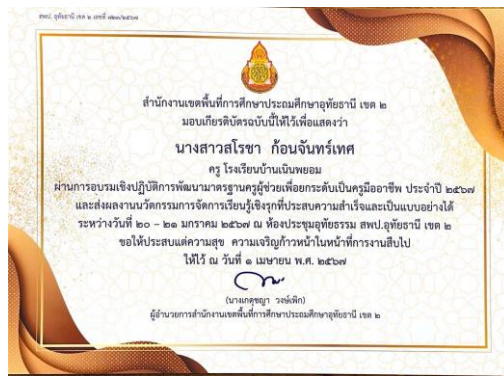 สพป. อุทัยธานี เขต ๒ เลขที่ ๗๒๓/๒๕๖๗
สำนักงานเขตพื้นที่การศึกษาประถมศึกษาอุทัยธานี เขต ๒
มอบเกียรติบัตรฉบับนี้ให้ไว้เพื่อแสดงว่า
นางสาวสโรชา ก้อนจันทร์เทศ
ครู โรงเรียนบ้านเนินพยอม
ผ่านการอบรมเชิงปฏิบัติการพัฒนามาตรฐานครูผู้ช่วยเพื่อยกระดับเป็นครูมืออาชีพ ประจำปี ๒๕๖๗
และส่งผลงานนวัตกรรมการจัดการเรียนรู้เชิงรุกที่ประสบความสำเร็จและเป็นแบบอย่างได้
ระหว่างวันที่ ๒๐ – ๒๑ มกราคม ๒๕๖๗ ณ ห้องประชุมอุทัยธรรม สพป.อุทัยธานี เขต ๒
ขอให้ประสบแต่ความสุข ความเจริญก้าวหน้าในหน้าที่การงานสืบไป
ให้ไว้ ณ วันที่ ๑ เมษายน พ.ศ. ๒๕๖๗
(นางเกตุชญา วงษ์เพิก)
ผู้อำนวยการสำนักงานเขตพื้นที่การศึกษาประถมศึกษาอุทัยธานี เขต ๒